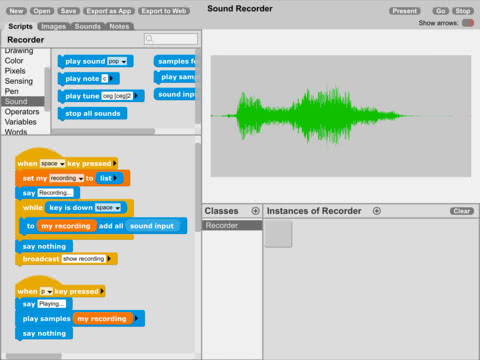 New Open Save Export as App Export to Web
Sound Recorder
Present Go Stop
Show arrows:
Scripts Images Sounds Notes
Recorder
Drawing
Color
Pixels
Sensing
Pen
Sound
Operators
Variables
Words
play sound pop
play note c
play tune ceg [ceg]2
stop all sounds
samples fo
play sam
sound inpu
when space key pressed
set my recording to list
say Recording...
while key is down space
to my recording add all sound input
say nothing
broadcast show recording
when p key pressed
say Playing...
play samples my recording
say nothing
Classes
Recorder
Instances of Recorder
Clear